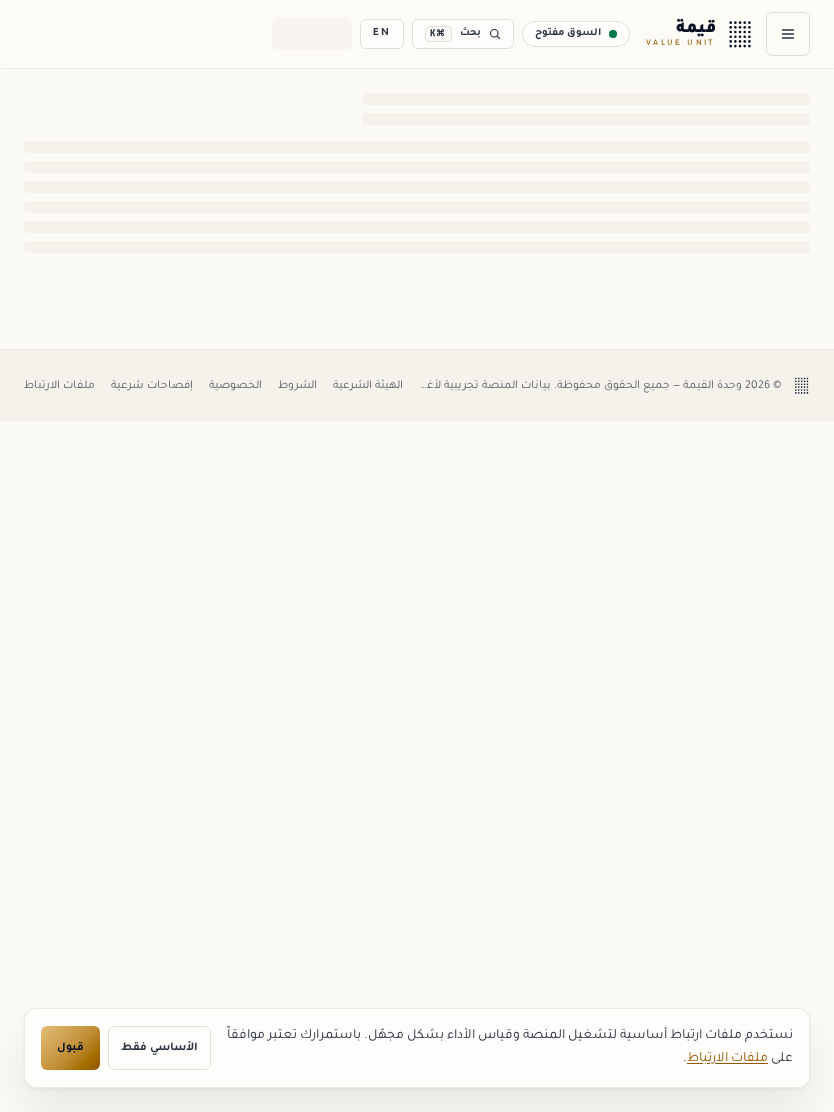 قيمة
VALUE UNIT
السوق مفتوح
بحث ⌘K
EN
© 2026 وحدة القيمة — جميع الحقوق محفوظة. بيانات المنصة تجريبية لأغ...
الهيئة الشرعية
الشروط
الخصوصية
إفصاحات شرعية
ملفات الارتباط
نستخدم ملفات ارتباط أساسية لتشغيل المنصة وقياس الأداء بشكل مجهّل. باستمرارك تعتبر موافقاً
على ملفات الارتباط.
الأساسي فقط
قبول